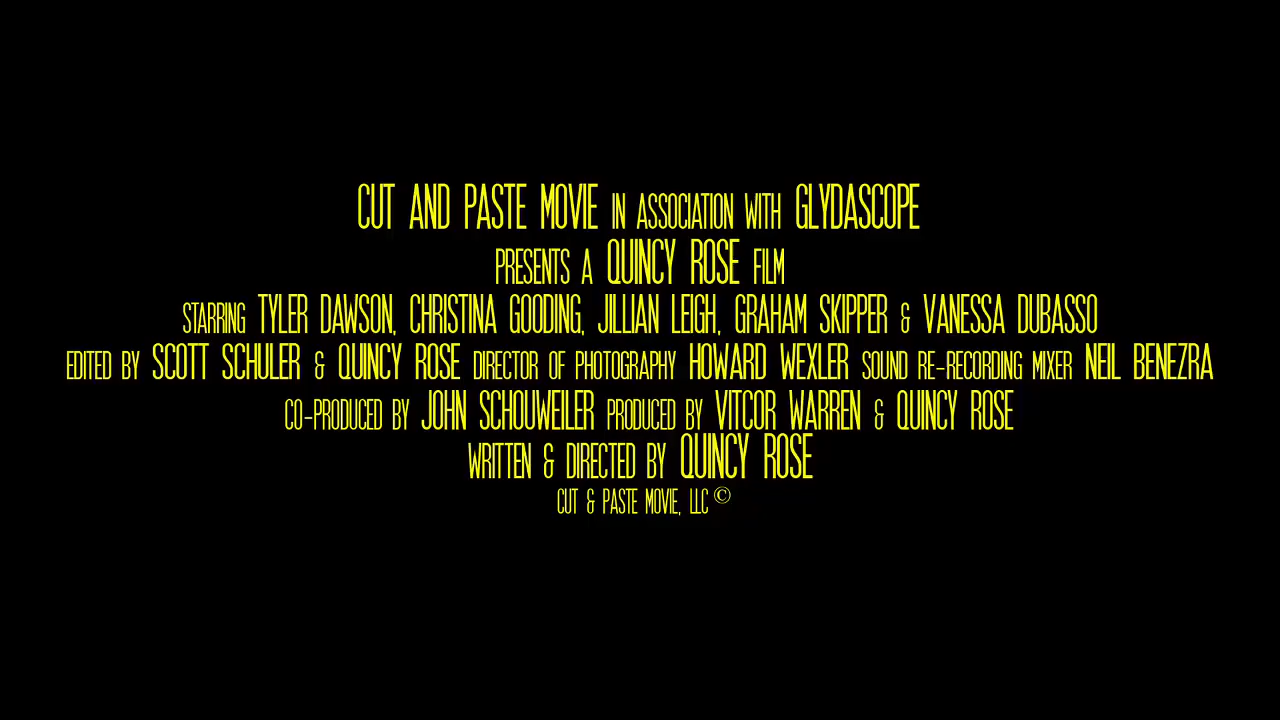 CUT AND PASTE MOVIE IN ASSOCIATION WITH GLYDASCOPE
PRESENTS A QUINCY ROSE FILM
STARRING TYLER DAWSON, CHRISTINA GOODING, JILLIAN LEIGH, GRAHAM SKIPPER & VANESSA DUBASSO
EDITED BY SCOTT SCHULER & QUINCY ROSE DIRECTOR OF PHOTOGRAPHY HOWARD WEXLER SOUND RE-RECORDING MIXER NEIL BENEZRA
CO-PRODUCED BY JOHN SCHOUWEILER PRODUCED BY VITCOR WARREN & QUINCY ROSE
WRITTEN & DIRECTED BY QUINCY ROSE
CUT & PASTE MOVIE, LLC ©